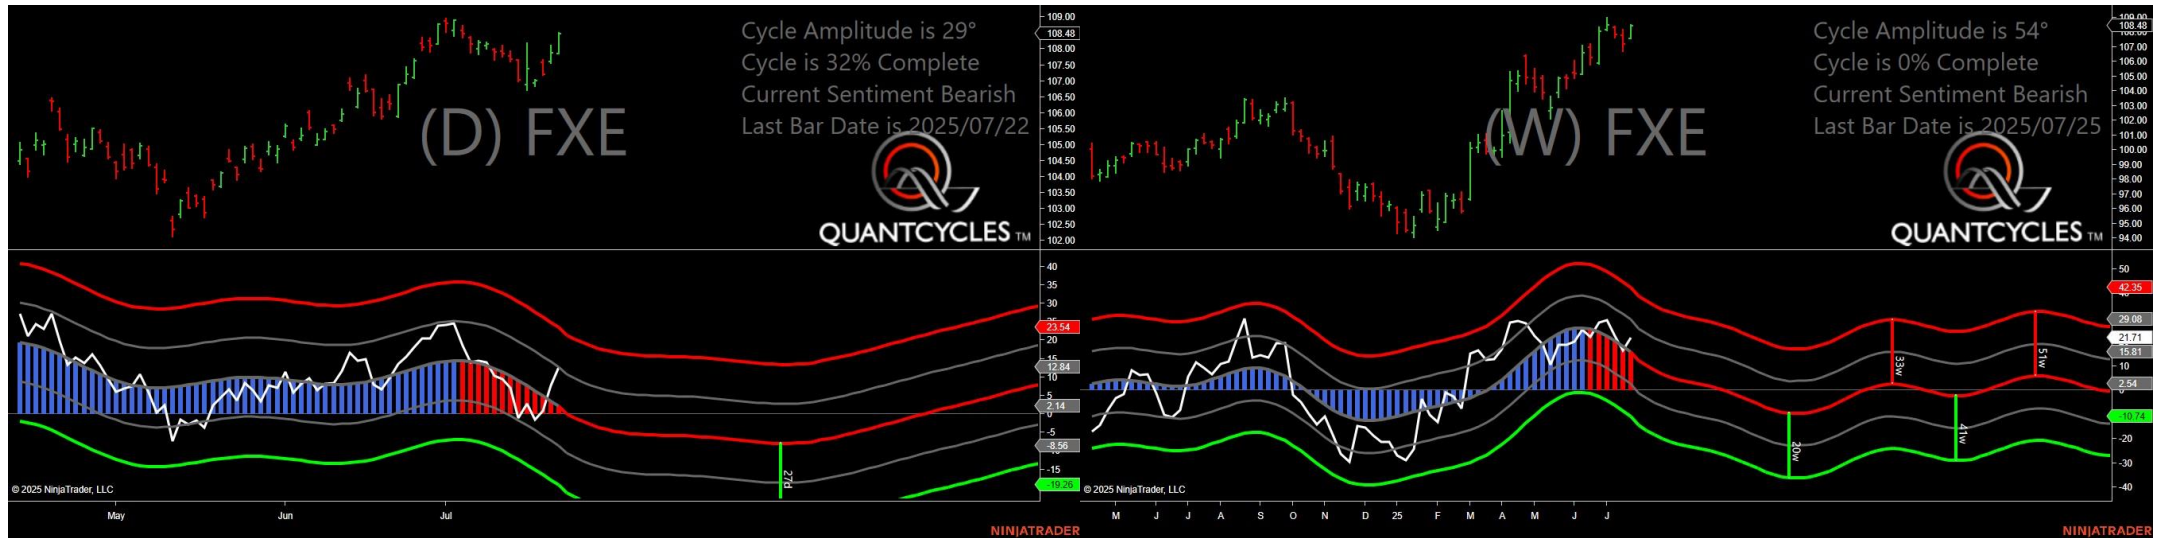 Cycle Amplitude is 29°
Cycle is 32% Complete
Current Sentiment Bearish
Last Bar Date is 2025/07/22
(D) FXE
QUANTCYCLES TM
109.00
108.48
108.00
107.50
107.00
106.50
106.00
105.50
105.00
104.50
104.00
103.50
103.00
102.50
102.00
40
35
30
23.54
20
15
12.84
10
5
2.14
0
-5
-8.56
-15
-19.26
27d
© 2025 NinjaTrader, LLC
May
Jun
Jul
NINJATRADER
Cycle Amplitude is 54°
Cycle is 0% Complete
Current Sentiment Bearish
Last Bar Date is 2025/07/25
(W) FXE
QUANTCYCLES TM
109.00
108.48
108.00
107.00
106.00
105.00
104.00
103.00
102.00
101.00
100.00
99.00
98.00
97.00
96.00
95.00
94.00
50
42.35
29.08
21.71
15.81
10
2.54
-10.74
-20
-30
-40
20w
33w
41w
51w
© 2025 NinjaTrader, LLC
M
J
J
A
S
O
N
D
25
F
M
A
M
J
J
NINJATRADER